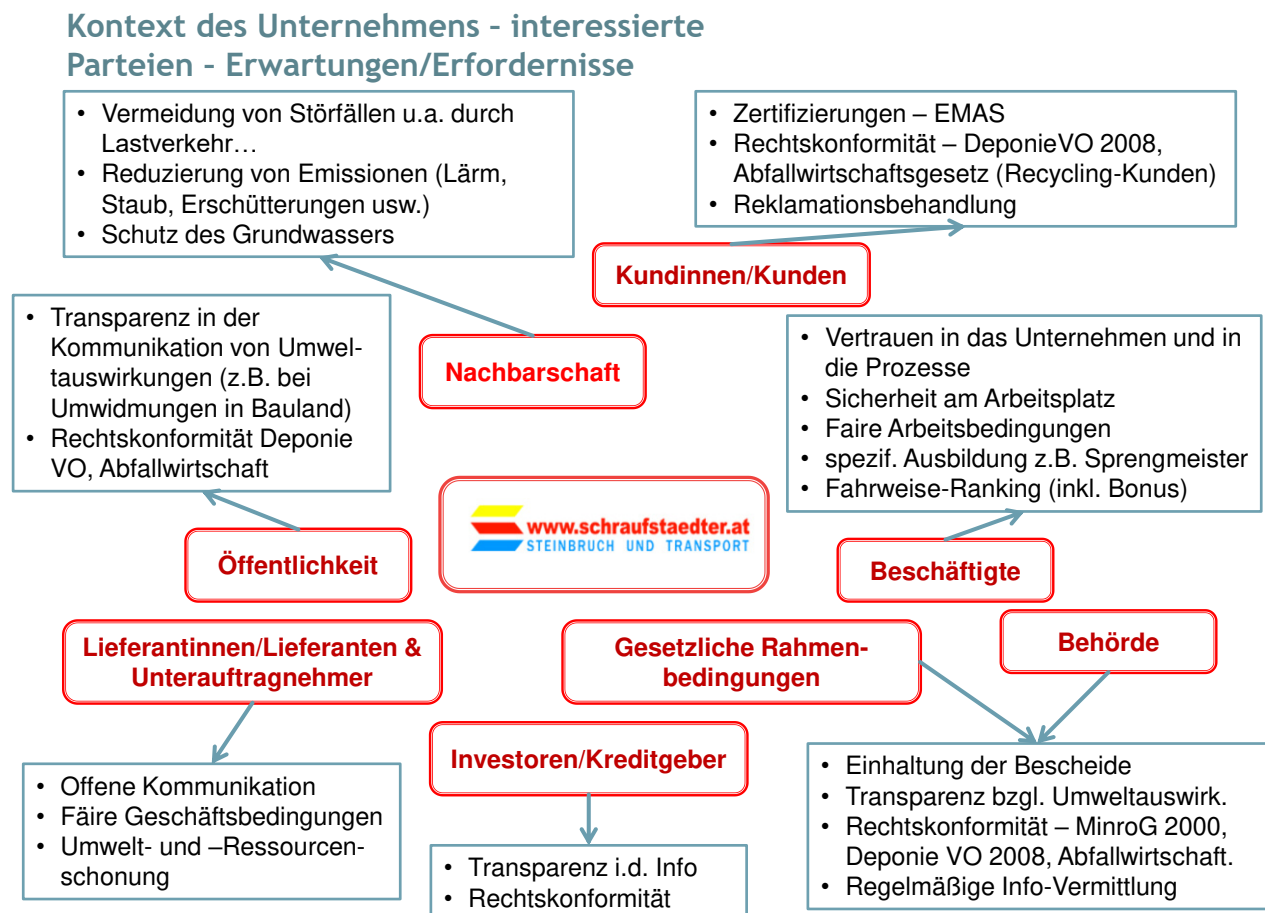 Kontext des Unternehmens – interessierte
Parteien – Erwartungen/Erfordernisse
• Vermeidung von Störfällen u.a. durch
Lastverkehr…
• Reduzierung von Emissionen (Lärm,
Staub, Erschütterungen usw.)
• Schutz des Grundwassers
• Zertifizierungen – EMAS
• Rechtskonformität – DeponieVO 2008,
Abfallwirtschaftsgesetz (Recycling-Kunden)
• Reklamationsbehandlung
Kundinnen/Kunden
• Transparenz in der
Kommunikation von Umwel-
tauswirkungen (z.B. bei
Umwidmungen in Bauland)
• Rechtskonformität Deponie
VO, Abfallwirtschaft
Nachbarschaft
• Vertrauen in das Unternehmen und in
die Prozesse
• Sicherheit am Arbeitsplatz
• Faire Arbeitsbedingungen
• spezif. Ausbildung z.B. Sprengmeister
• Fahrweise-Ranking (inkl. Bonus)
www.schraufstaedter.at
STEINBRUCH UND TRANSPORT
Öffentlichkeit
Beschäftigte
Lieferantinnen/Lieferanten &
Unterauftragnehmer
Gesetzliche Rahmen-
bedingungen
Behörde
Investoren/Kreditgeber
• Offene Kommunikation
• Fäire Geschäftsbedingungen
• Umwelt- und –Ressourcen-
schonung
• Transparenz i.d. Info
• Rechtskonformität
• Einhaltung der Bescheide
• Transparenz bzgl. Umweltauswirk.
• Rechtskonformität – MinroG 2000,
Deponie VO 2008, Abfallwirtschaft.
• Regelmäßige Info-Vermittlung